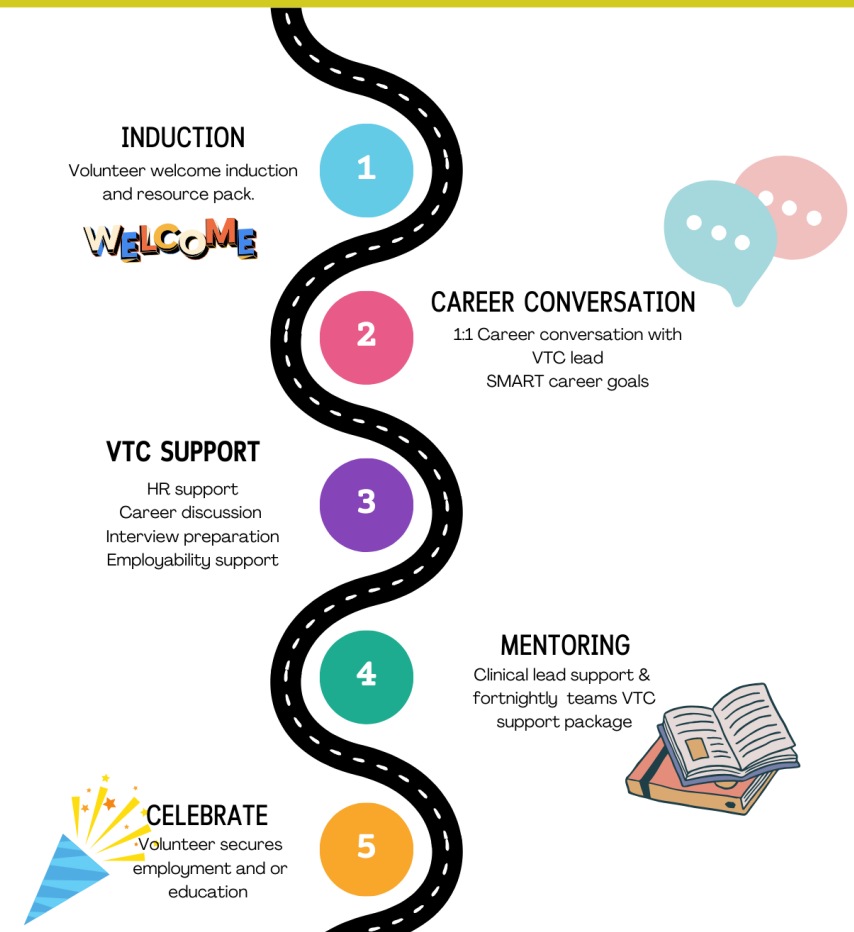 INDUCTION
Volunteer welcome induction
and resource pack.
WELCOME
1
CAREER CONVERSATION
1:1 Career conversation with
VTC lead
SMART career goals
2
VTC SUPPORT
HR support
Career discussion
Interview preparation
Employability support
3
MENTORING
Clinical lead support &
fortnightly teams VTC
support package
4
CELEBRATE
Volunteer secures
employment and or
education
5